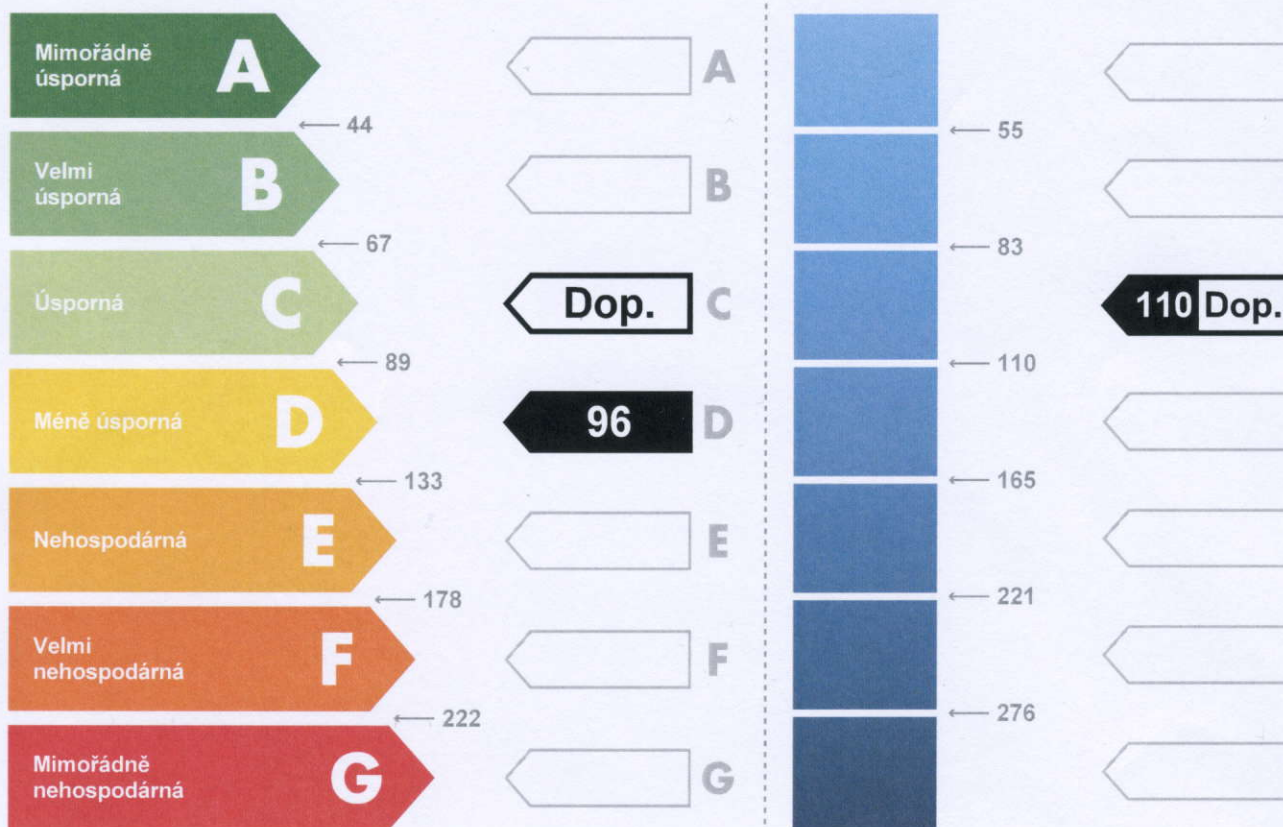 Mimořádně
úsporná
A
A
← 44
← 55
Velmi
úsporná
B
B
← 67
← 83
Úsporná
C
Dop.
C
110 Dop.
← 89
← 110
Méně úsporná
D
96
D
← 133
← 165
Nehospodárná
E
E
← 178
← 221
Velmi
nehospodárná
F
F
← 222
← 276
Mimořádně
nehospodárná
G
G